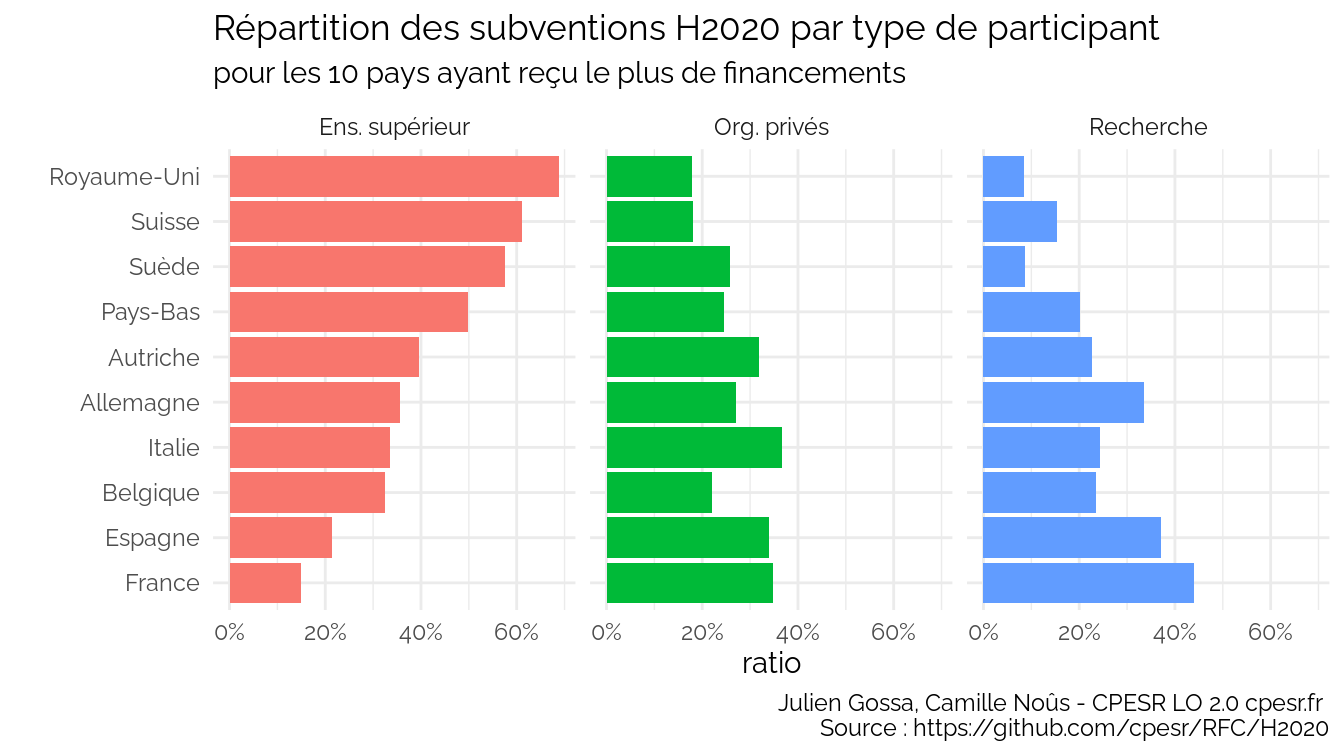 Répartition des subventions H2020 par type de participant
pour les 10 pays ayant reçu le plus de financements
Ens. supérieur
Org. privés
Recherche
Royaume-Uni
Suisse
Suède
Pays-Bas
Autriche
Allemagne
Italie
Belgique
Espagne
France
0% 20% 40% 60%
0% 20% 40% 60%
0% 20% 40% 60%
ratio
Julien Gossa, Camille Noûs - CPESR LO 2.0 cpesr.fr
Source : https://github.com/cpesr/RFC/H2020